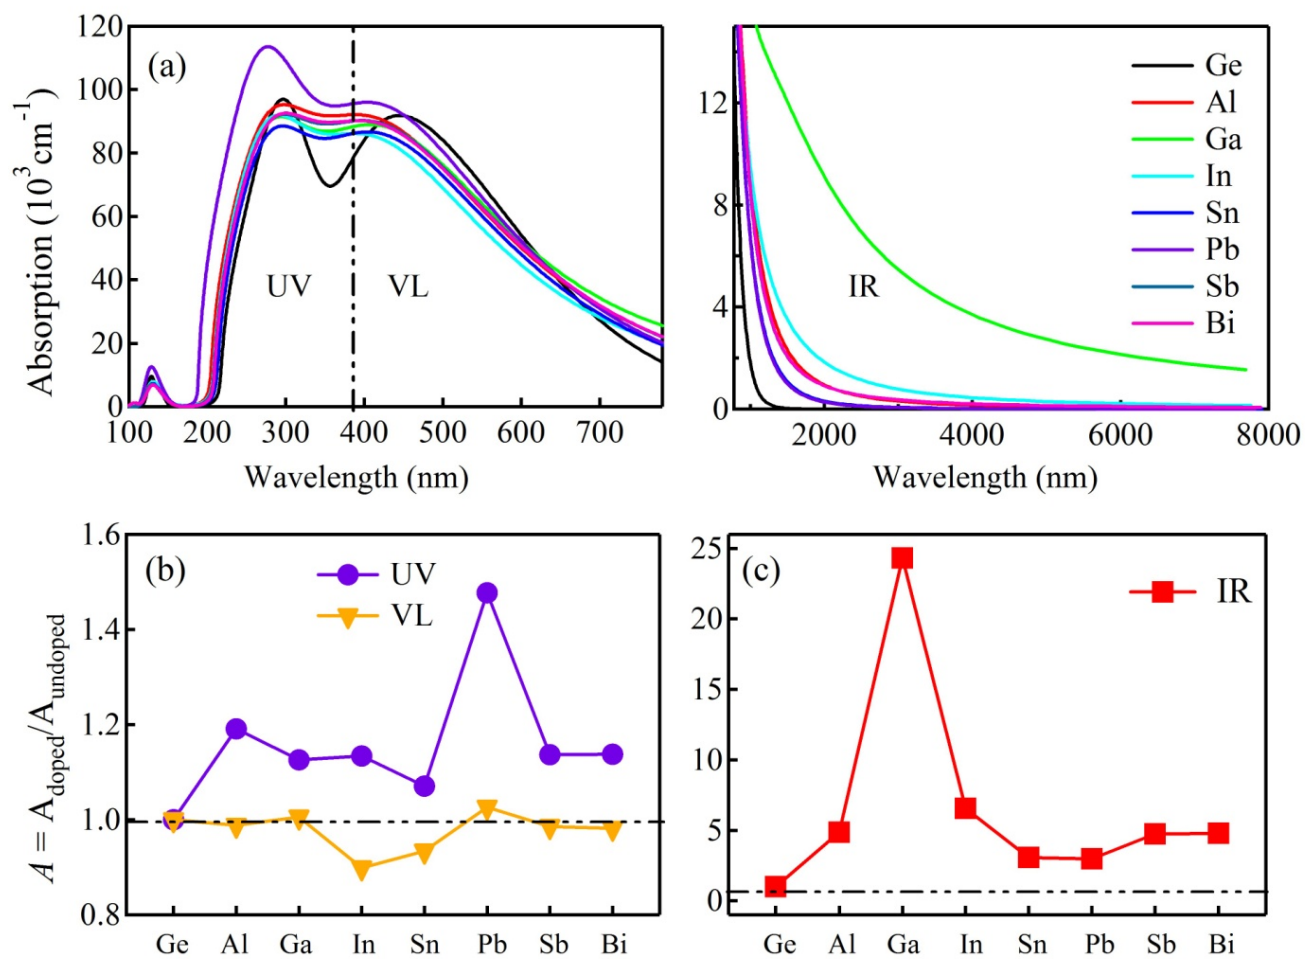 120
100
80
60
40
20
0
Absorption (10³cm⁻¹)
(a)
UV
VL
100
200
300
400
500
600
700
Wavelength (nm)
12
8
4
0
IR
Ge
Al
Ga
In
Sn
Pb
Sb
Bi
2000
4000
6000
8000
Wavelength (nm)
1.6
1.4
1.2
1.0
0.8
A = A_doped/A_undoped
(b)
UV
VL
Ge
Al
Ga
In
Sn
Pb
Sb
Bi
25
20
15
10
5
0
(c)
IR
Ge
Al
Ga
In
Sn
Pb
Sb
Bi